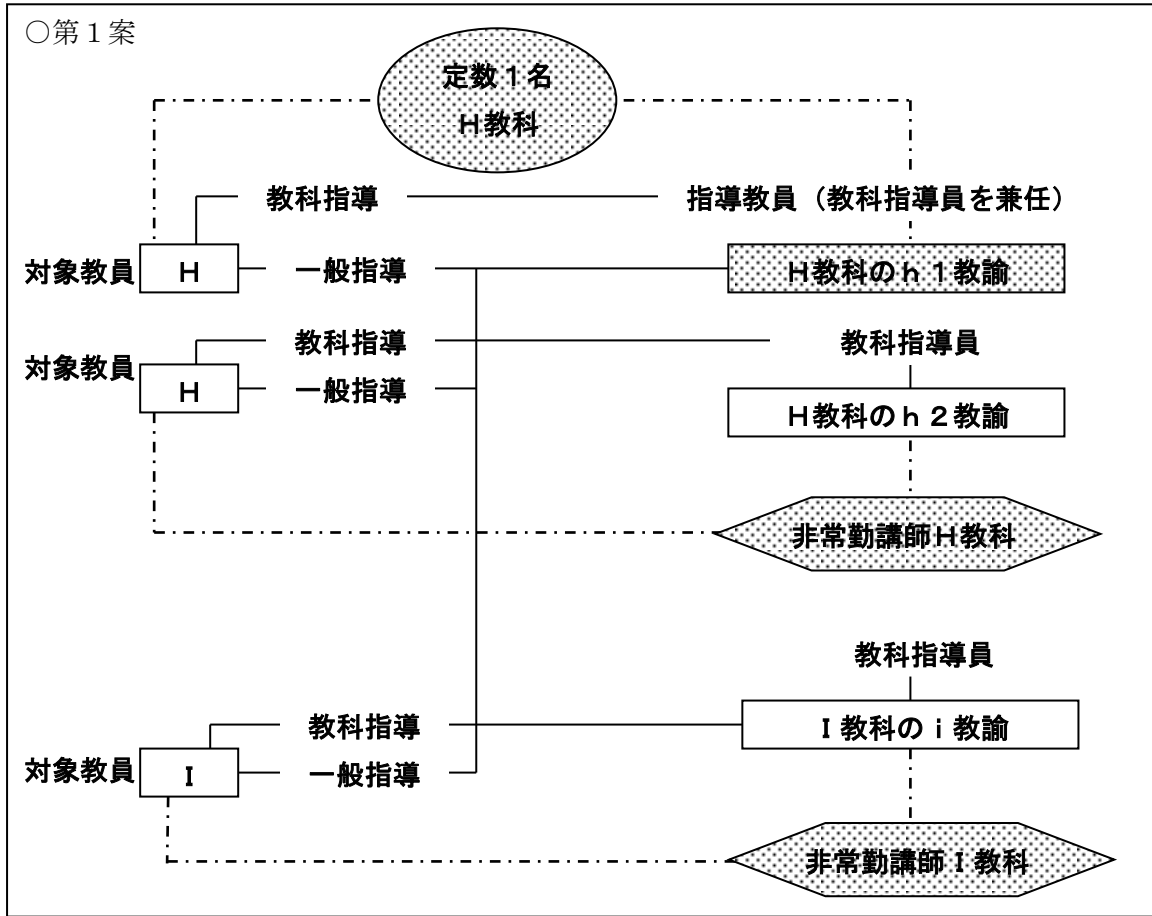 ○第１案
定数１名
Ｈ教科
教科指導
指導教員（教科指導員を兼任）
対象教員
Ｈ
一般指導
Ｈ教科のｈ１教諭
教科指導
教科指導員
対象教員
Ｈ
一般指導
Ｈ教科のｈ２教諭
非常勤講師Ｈ教科
教科指導員
教科指導
Ｉ教科のｉ教諭
対象教員
Ｉ
一般指導
非常勤講師Ｉ教科